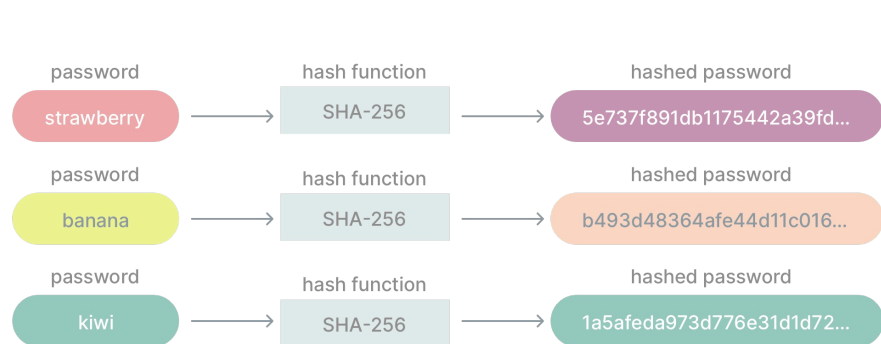 password hash function hashed password
strawberry SHA-256 5e737f891db1175442a39fd...
password hash function hashed password
banana SHA-256 b493d48364afe44d11c016...
password hash function hashed password
kiwi SHA-256 1a5afeda973d776e31d1d72...